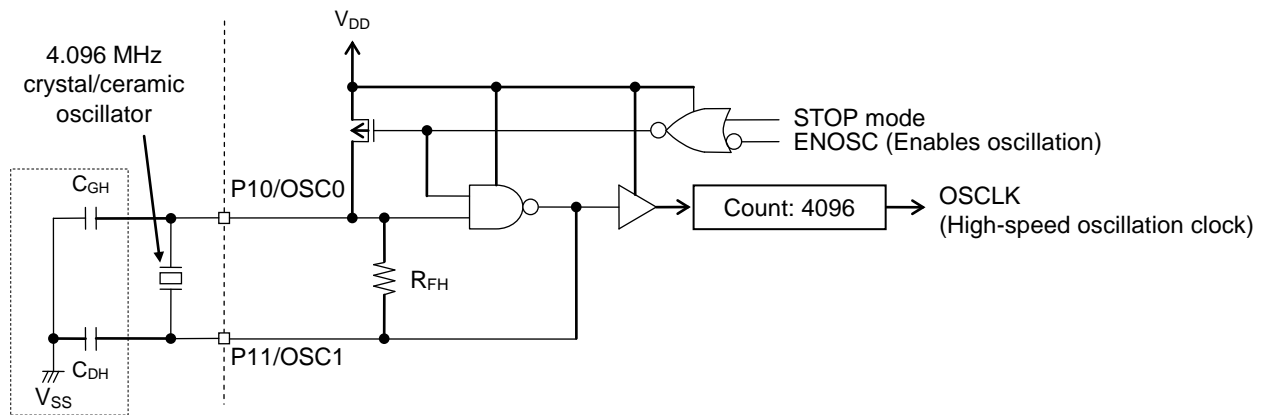 VDD
4.096 MHz
crystal/ceramic
oscillator
STOP mode
ENOSC (Enables oscillation)
CGH
P10/OSC0
Count: 4096
OSCLK
(High-speed oscillation clock)
RFH
P11/OSC1
CDH
VSS